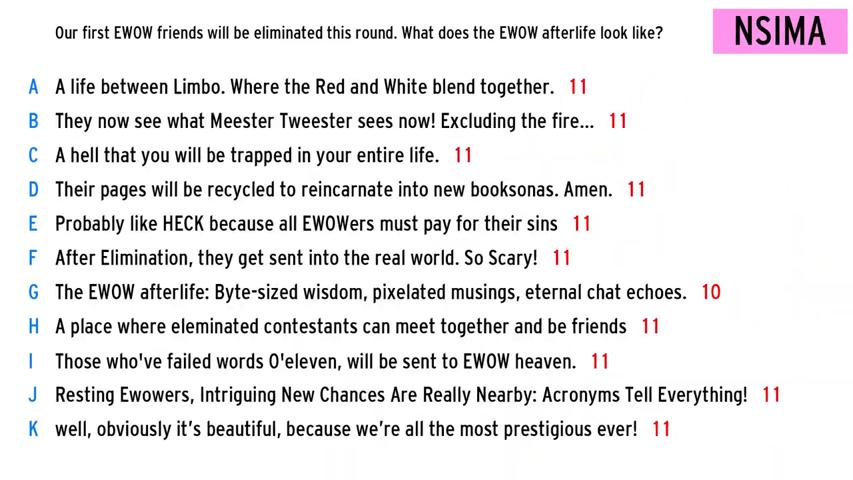 Our first EWOW friends will be eliminated this round. What does the EWOW afterlife look like?
NSIMA
A A life between Limbo. Where the Red and White blend together. 11
B They now see what Meester Tweester sees now! Excluding the fire... 11
C A hell that you will be trapped in your entire life. 11
D Their pages will be recycled to reincarnate into new booksonas. Amen. 11
E Probably like HECK because all EWOWers must pay for their sins 11
F After Elimination, they get sent into the real world. So Scary! 11
G The EWOW afterlife: Byte-sized wisdom, pixelated musings, eternal chat echoes. 10
H A place where eleminated contestants can meet together and be friends 11
I Those who've failed words O'eleven, will be sent to EWOW heaven. 11
J Resting Ewowers, Intriguing New Chances Are Really Nearby: Acronyms Tell Everything! 11
K well, obviously it’s beautiful, because we’re all the most prestigious ever! 11